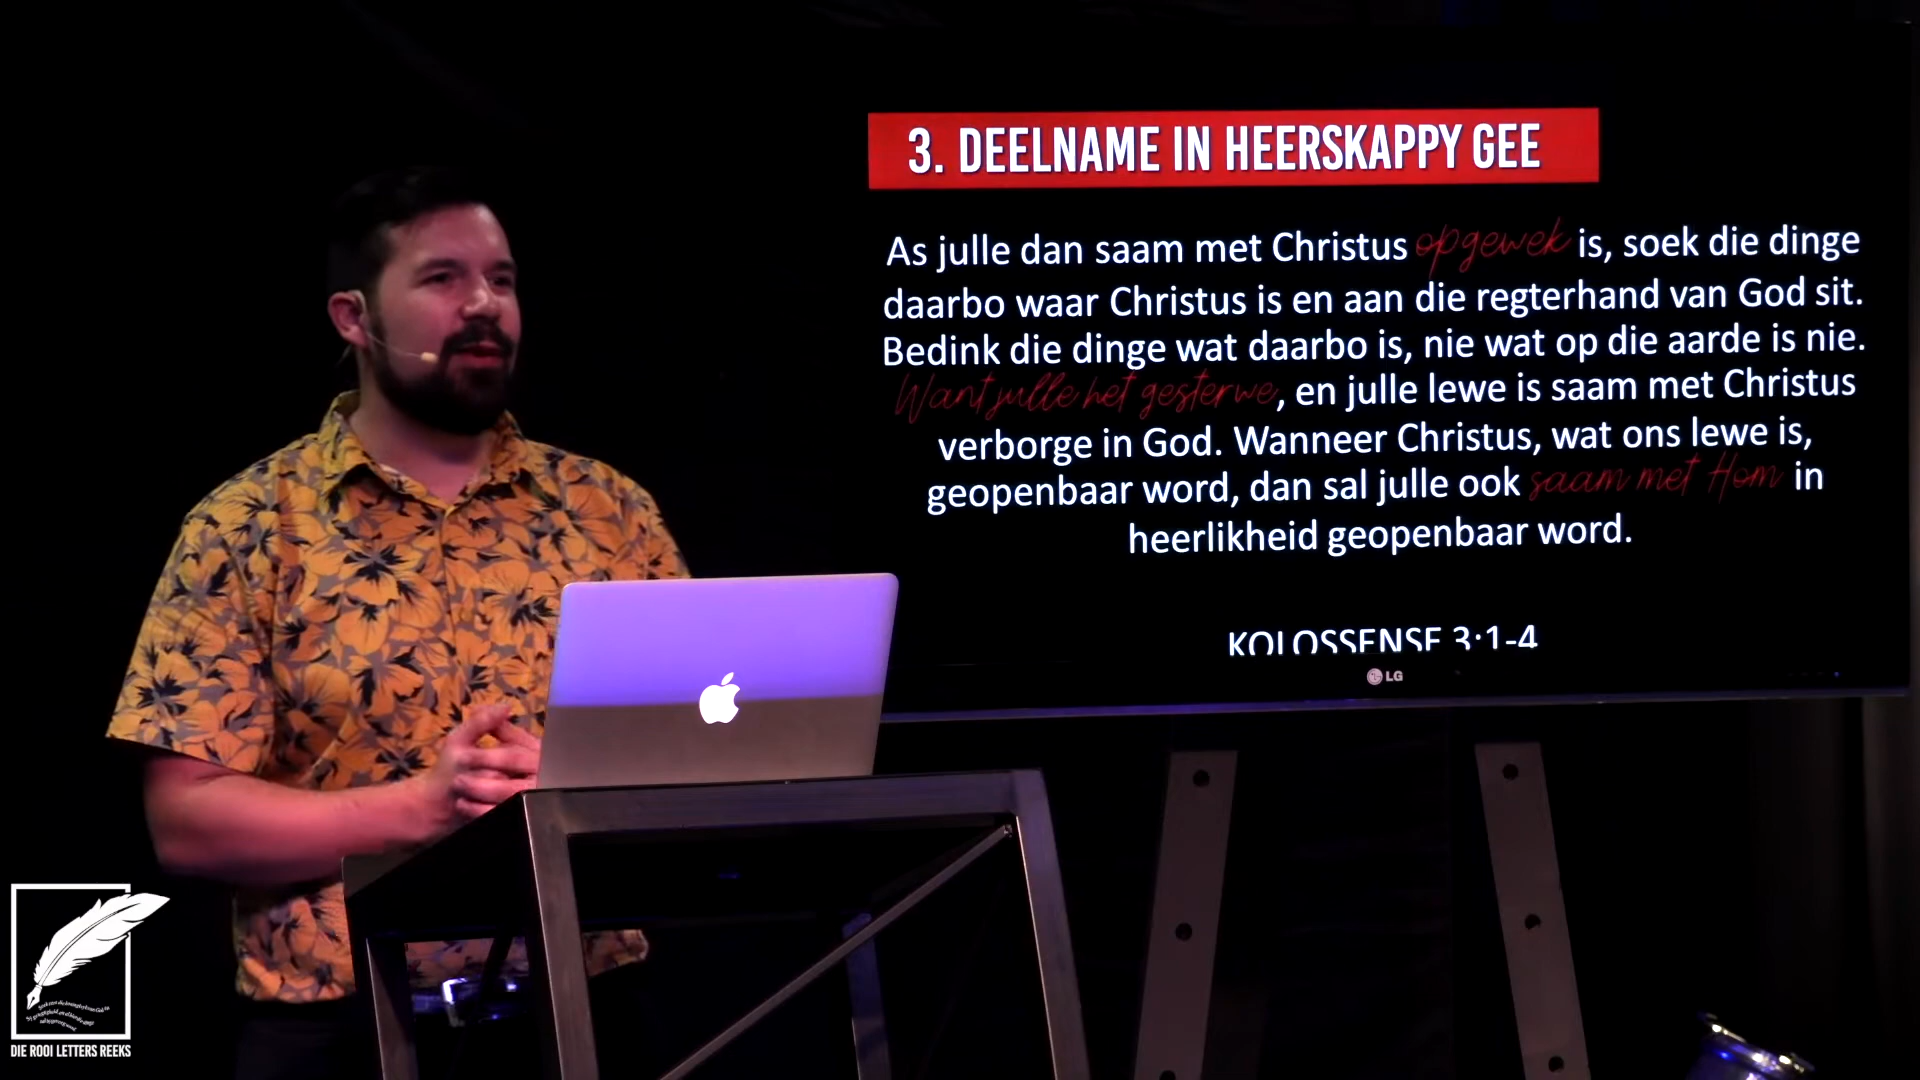 3. DEELNAME IN HEERSKAPPY GEE
As julle dan saam met Christus opgewek is, soek die dinge
daarbo waar Christus is en aan die regterhand van God sit.
Bedink die dinge wat daarbo is, nie wat op die aarde is nie.
Want julle het gesterwe, en julle lewe is saam met Christus
verborge in God. Wanneer Christus, wat ons lewe is,
geopenbaar word, dan sal julle ook saam met Hom in
heerlikheid geopenbaar word.
KOLOSSENSE 3:1-4
LG
DIE ROOI LETTERS REEKS